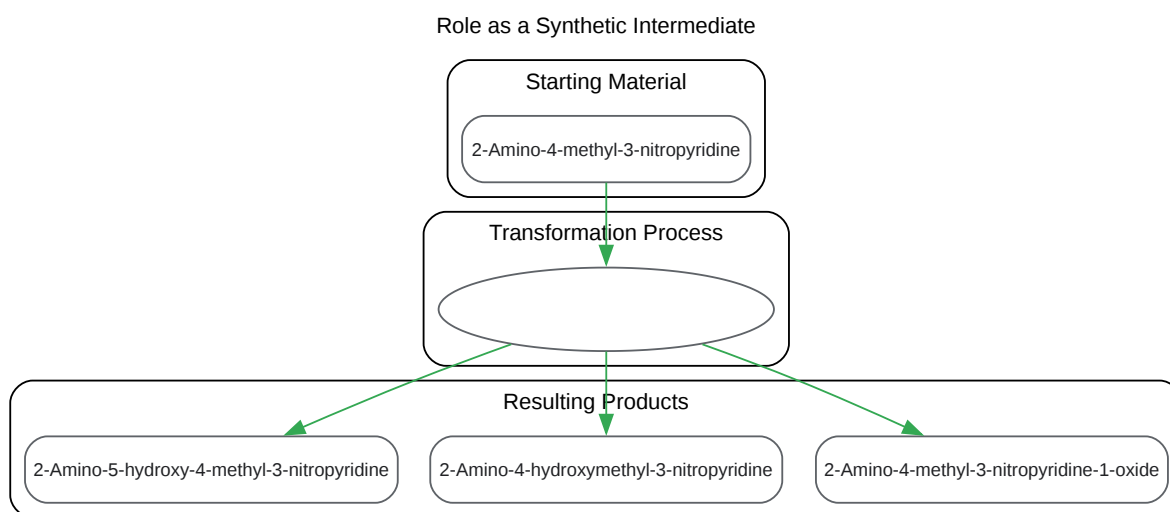 Role as a Synthetic Intermediate
Starting Material
2-Amino-4-methyl-3-nitropyridine
Transformation Process
Resulting Products
2-Amino-5-hydroxy-4-methyl-3-nitropyridine
2-Amino-4-hydroxymethyl-3-nitropyridine
2-Amino-4-methyl-3-nitropyridine-1-oxide